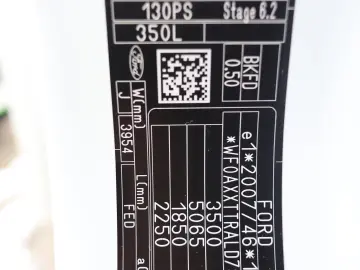 130PS Stage 6.2
350L
Ford
BKFD
0.50
W(mm)
J 3954
L(mm)
FED
a(
FORD
e1*2007/46*1
*WF0AXXTTRALD7
3500
5065
1850
2250